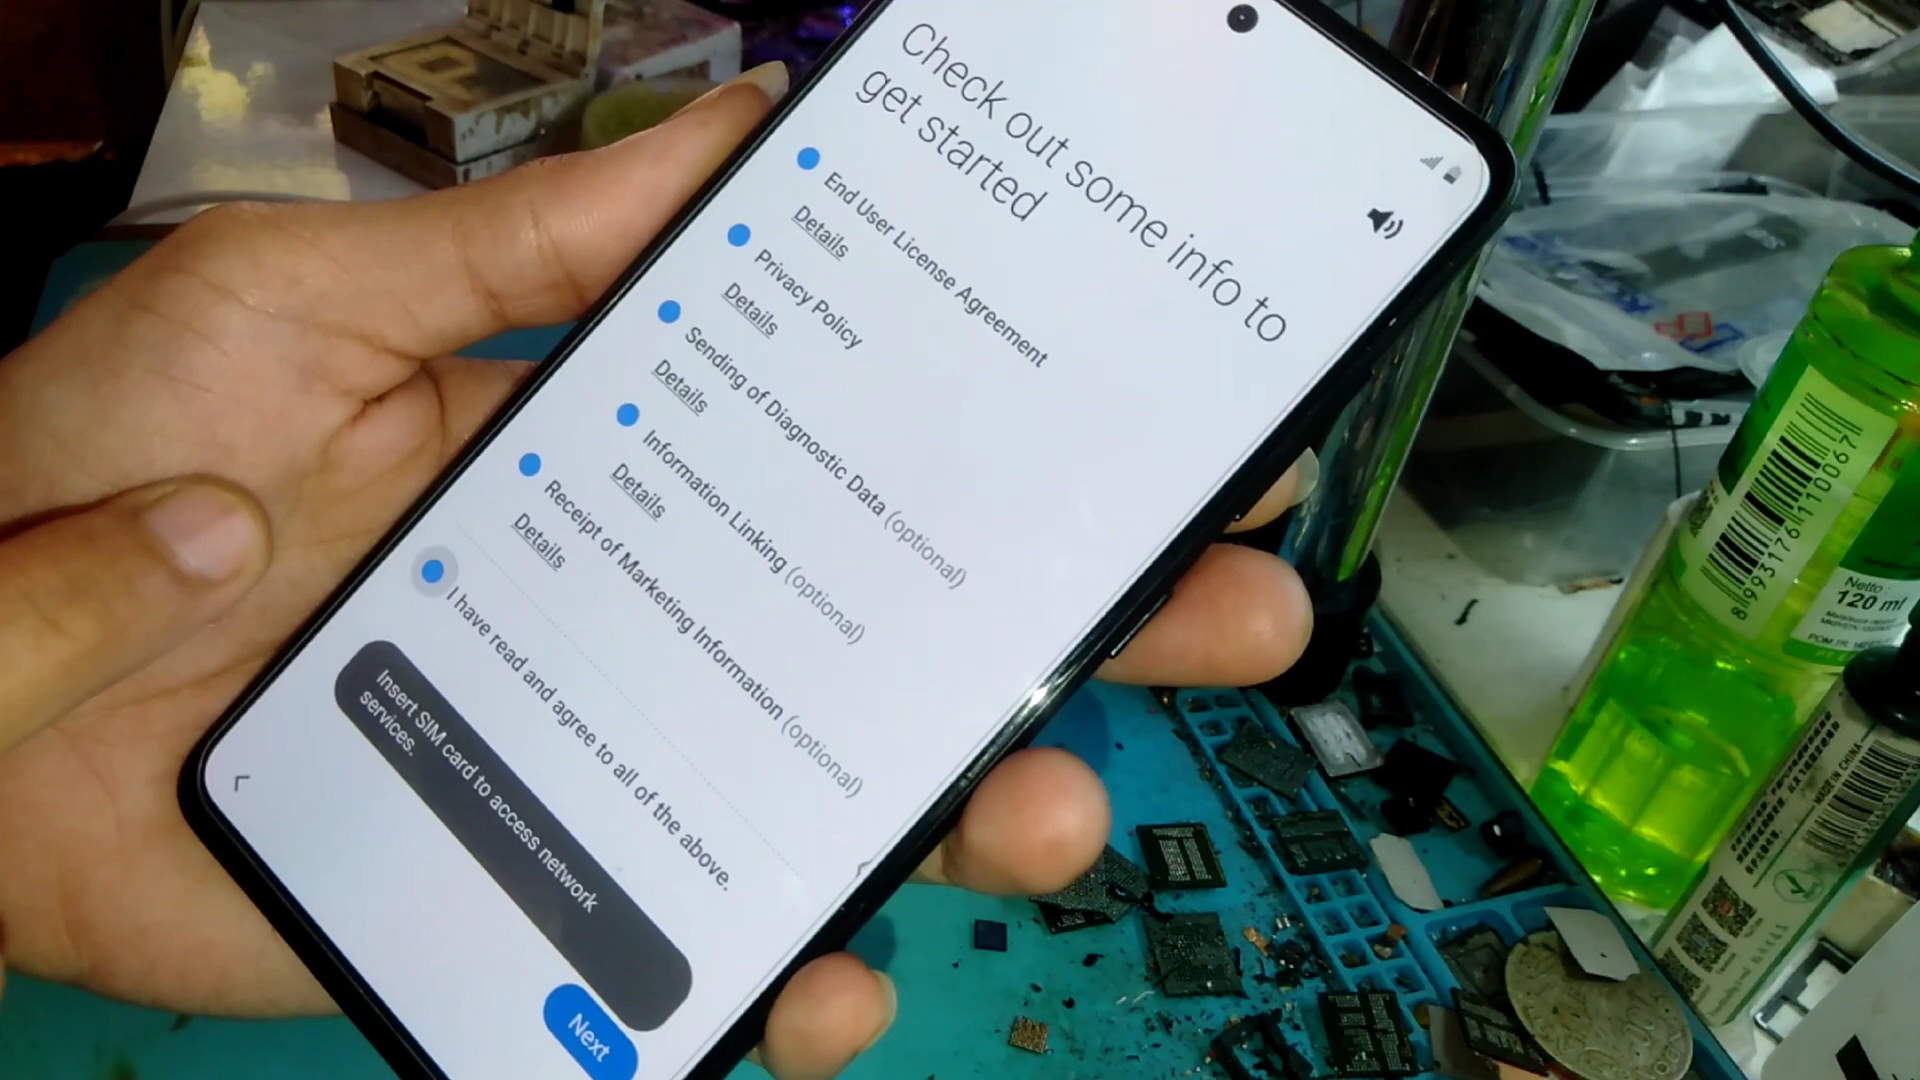 Check out some info to
get started
End User License Agreement
Details
Privacy Policy
Details
Sending of Diagnostic Data (optional)
Details
Information Linking (optional)
Details
Receipt of Marketing Information (optional)
Details
I have read and agree to all of the above.
Insert SIM card to access network
services.
Next
8993176110067
Netto :
120 ml
MADE IN CHINA